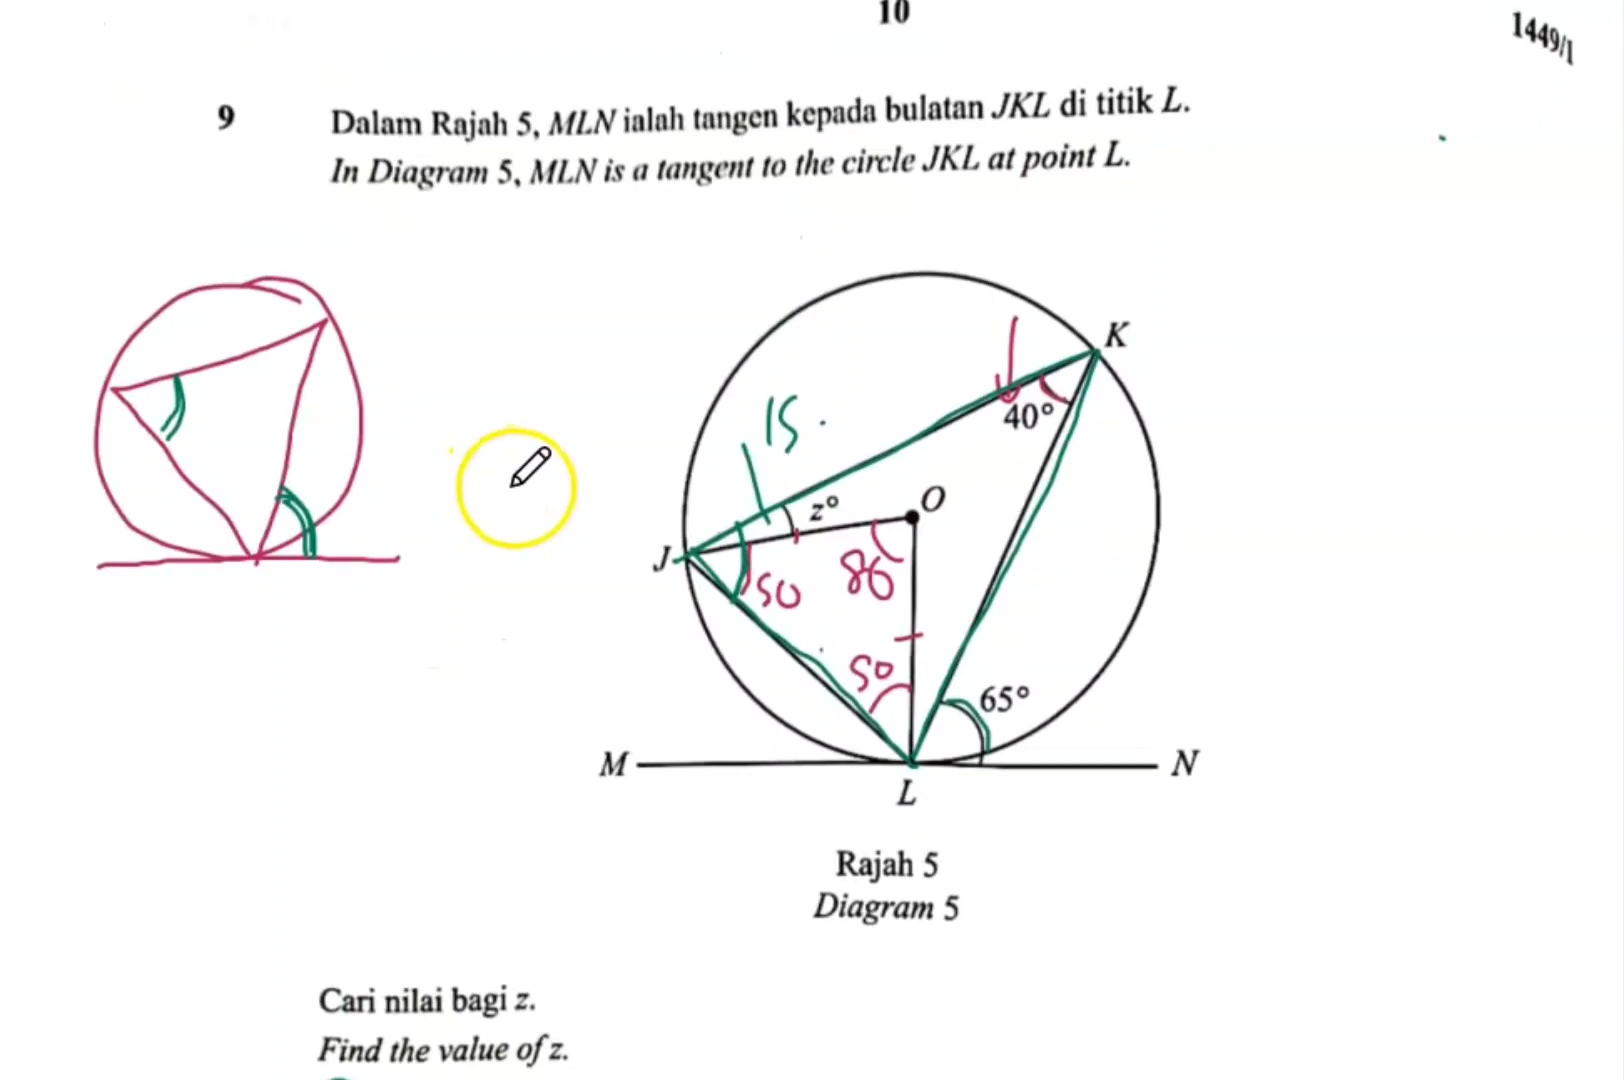 10
1449/1
9 Dalam Rajah 5, MLN ialah tangen kepada bulatan JKL di titik L.
In Diagram 5, MLN is a tangent to the circle JKL at point L.
K
40°
15.
z°
O
J
50
80
50
65°
M
N
L
Rajah 5
Diagram 5
Cari nilai bagi z.
Find the value of z.